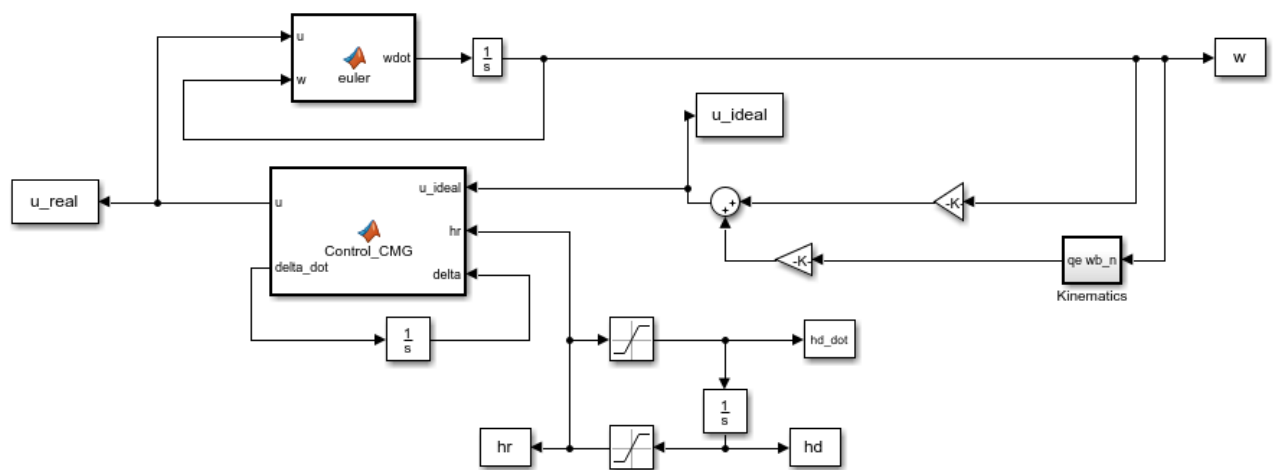 u
wdot
w
euler
1
s
w
u_ideal
u_ideal
u_real
u
hr
Control_CMG
delta_dot
delta
++
-K-
-K-
qe wb_n
Kinematics
1
s
hd_dot
1
s
hr
hd